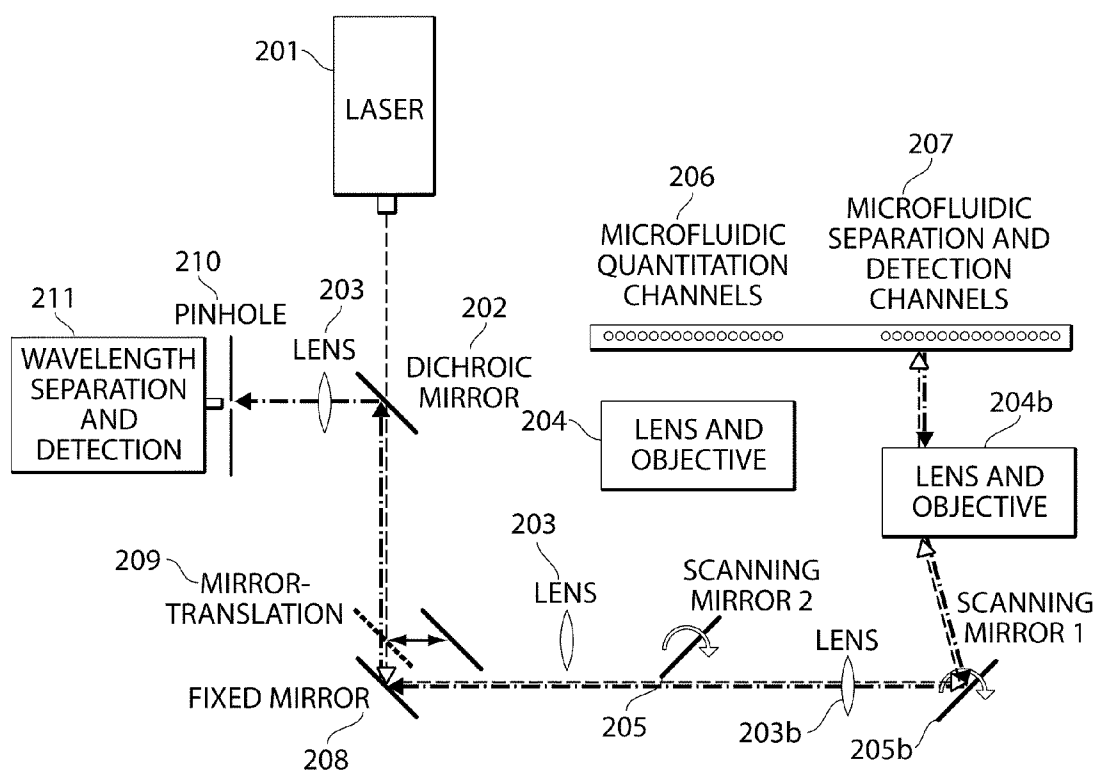 201
LASER
207
206
MICROFLUIDIC
SEPARATION AND
DETECTION
CHANNELS
MICROFLUIDIC
QUANTITATION
CHANNELS
210
211
PINHOLE
203
LENS
202
DICHROIC
MIRROR
WAVELENGTH
SEPARATION
AND
DETECTION
204
LENS AND
OBJECTIVE
204b
LENS AND
OBJECTIVE
209
MIRROR-
TRANSLATION
203
LENS
SCANNING
MIRROR 2
SCANNING
MIRROR 1
LENS
FIXED MIRROR
208
205
203b
205b